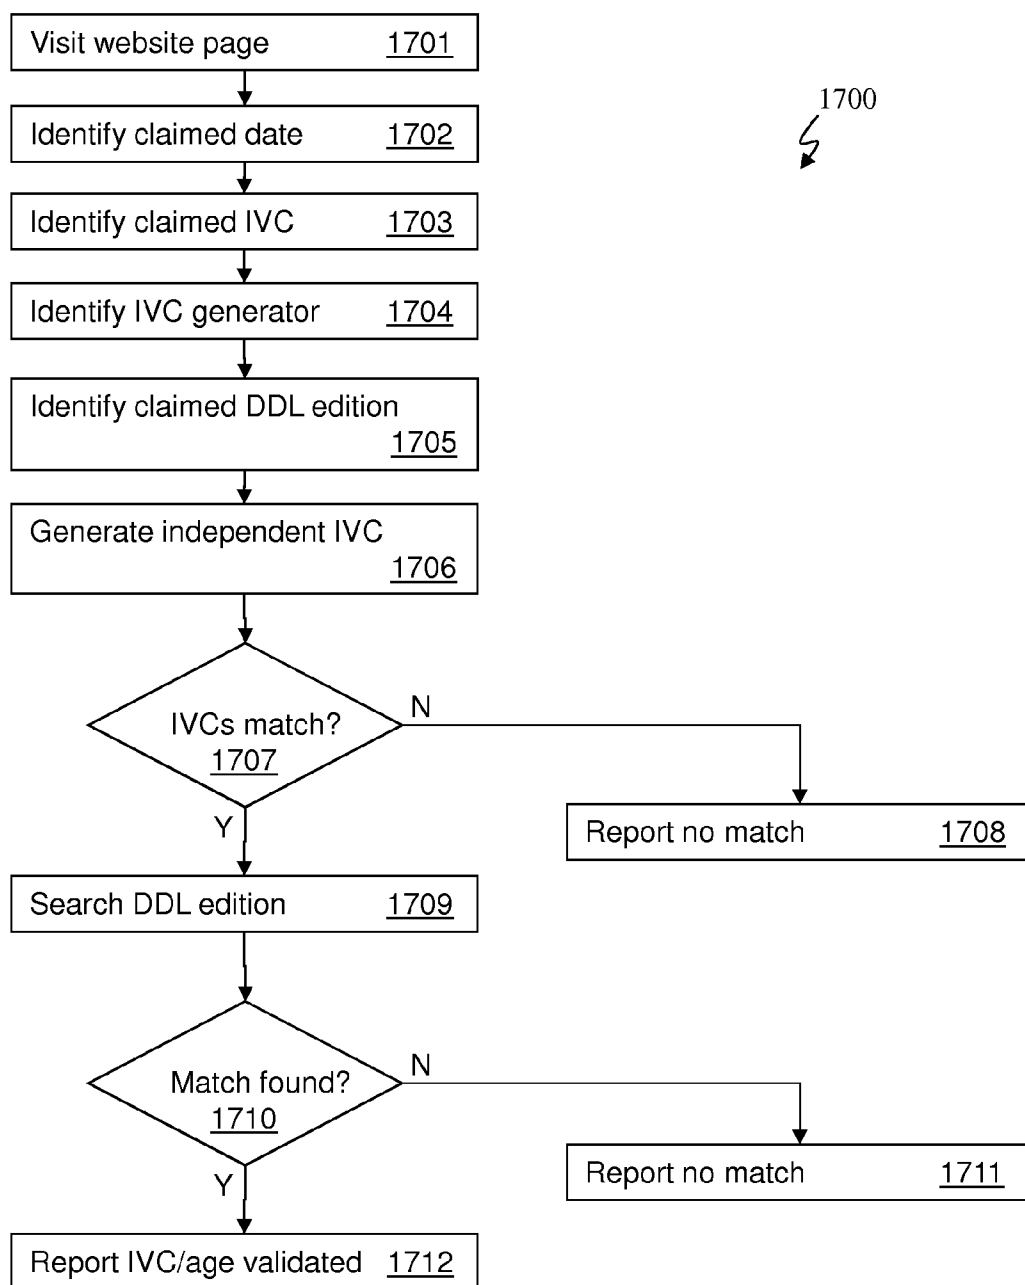 Visit website page 1701
1700
Identify claimed date 1702
Identify claimed IVC 1703
Identify IVC generator 1704
Identify claimed DDL edition
1705
Generate independent IVC
1706
N
IVCs match?
1707
Y
Report no match 1708
Search DDL edition 1709
N
Match found?
1710
Y
Report no match 1711
Report IVC/age validated 1712